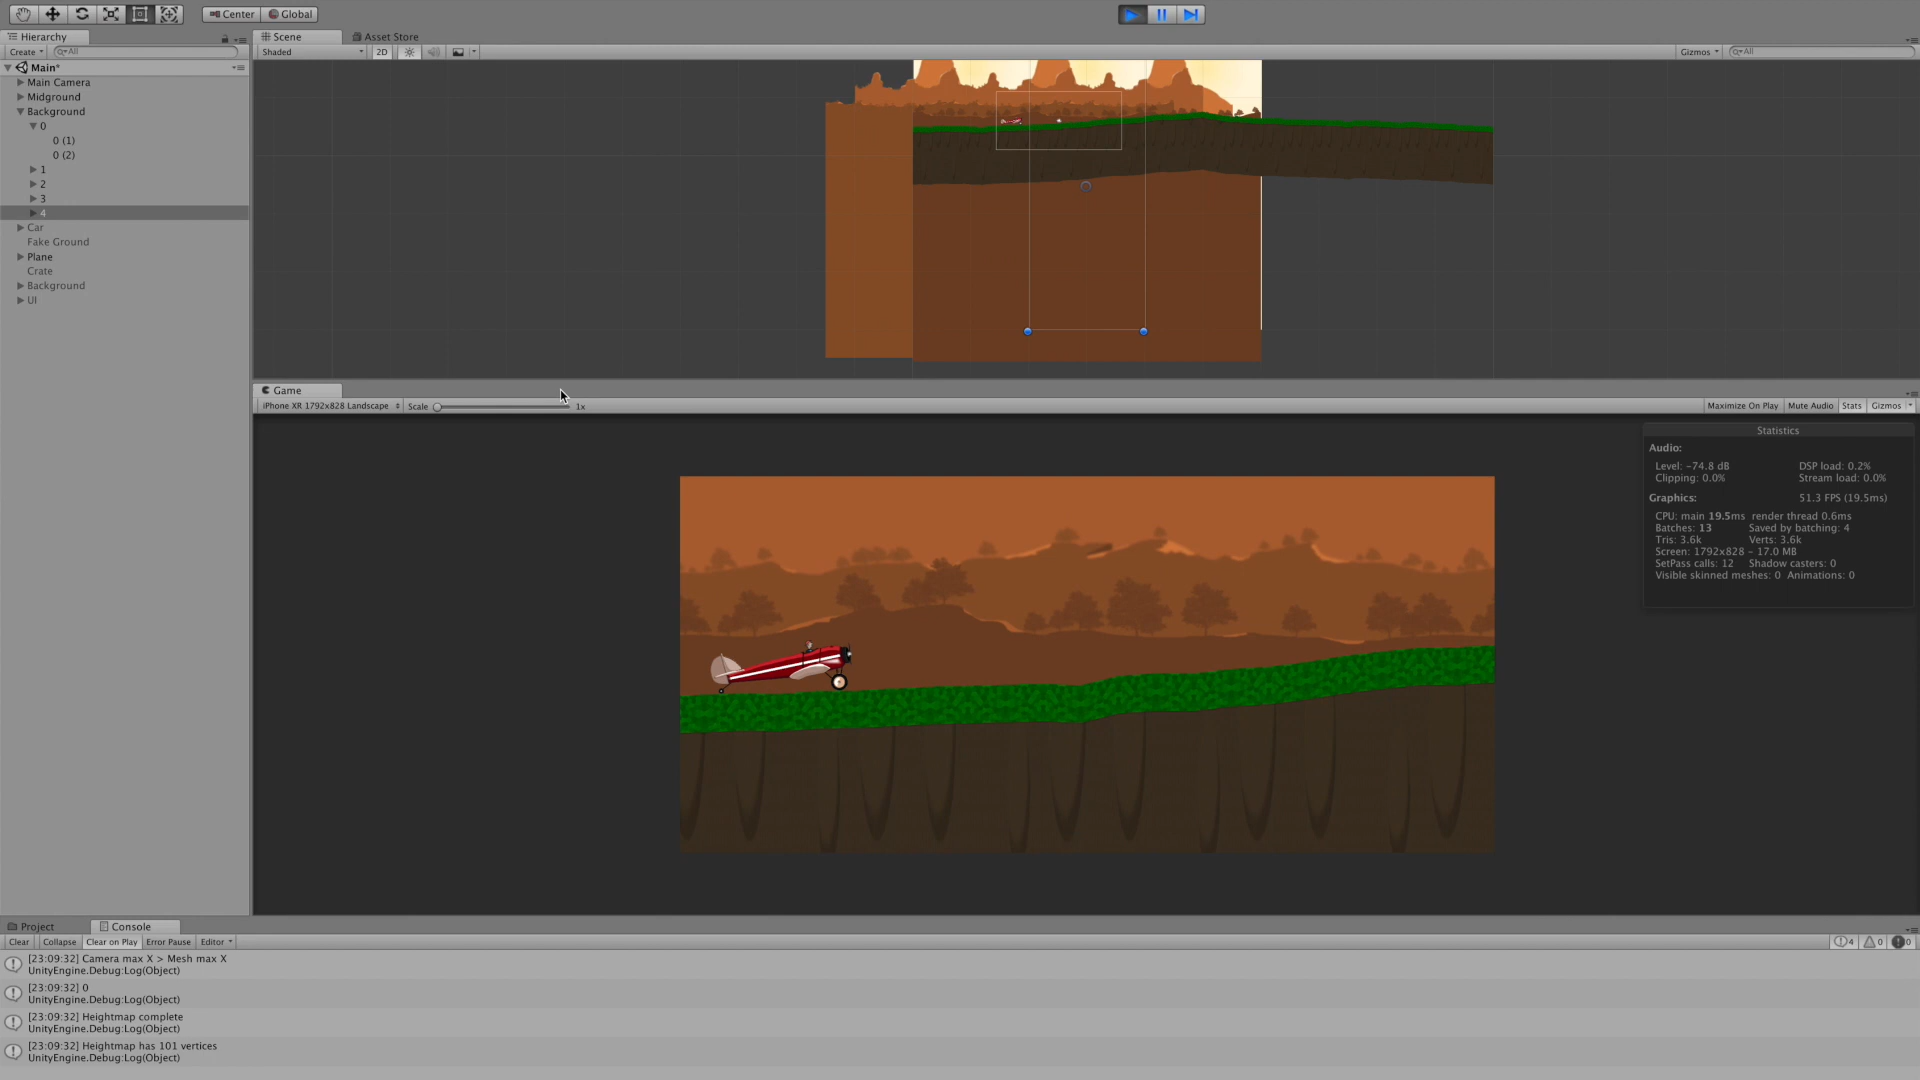 Center Global
Hierarchy
Create All
Main*
Main Camera
Midground
Background
0
0 (1)
0 (2)
1
2
3
4
Car
Fake Ground
Plane
Crate
Background
UI
Scene Asset Store
Shaded 2D Gizmos All
Game
iPhone XR 1792x828 Landscape Scale 1x Maximize On Play Mute Audio Stats Gizmos
Statistics
Audio:
Level: -74.8 dB DSP load: 0.2%
Clipping: 0.0% Stream load: 0.0%
Graphics: 51.3 FPS (19.5ms)
CPU: main 19.5ms render thread 0.6ms
Batches: 13 Saved by batching: 4
Tris: 3.6k Verts: 3.6k
Screen: 1792x828 - 17.0 MB
SetPass calls: 12 Shadow casters: 0
Visible skinned meshes: 0 Animations: 0
Project Console
Clear Collapse Clear on Play Error Pause Editor 4 0 0
[23:09:32] Camera max X > Mesh max X
UnityEngine.Debug:Log(Object)
[23:09:32] 0
UnityEngine.Debug:Log(Object)
[23:09:32] Heightmap complete
UnityEngine.Debug:Log(Object)
[23:09:32] Heightmap has 101 vertices
UnityEngine.Debug:Log(Object)